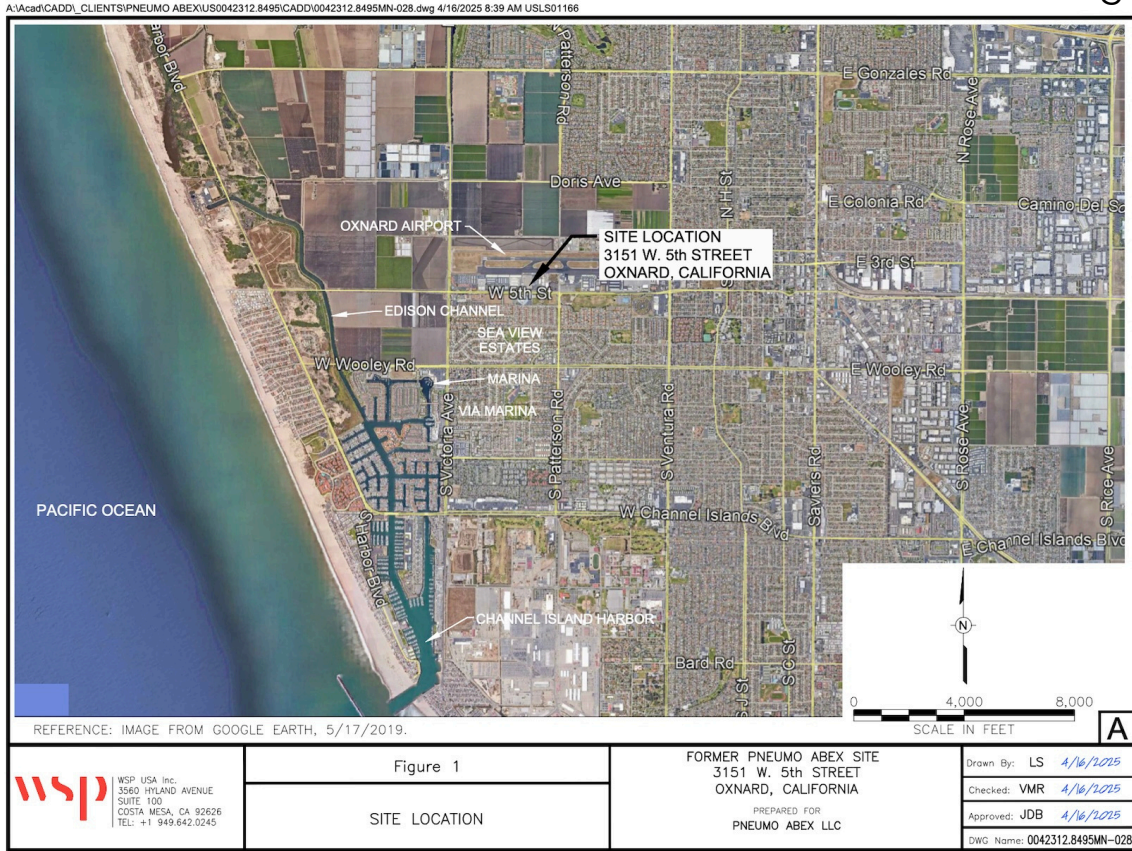 A:\Acad\CADD\_CLIENTS\PNEUMO ABEX\US0042312.8495\CADD\0042312.8495MN-028.dwg 4/16/2025 8:39 AM USLS01166
Harbor Blvd
N Patterson Rd
E Gonzales Rd
N Rose Ave
Doris Ave
N H St
E Colonia Rd
Camino Del So
OXNARD AIRPORT
SITE LOCATION
3151 W. 5th STREET
OXNARD, CALIFORNIA
E 3rd St
W 5th St
EDISON CHANNEL
SEA VIEW
ESTATES
W Wooley Rd
E Wooley Rd
MARINA
VIA MARINA
S Victoria Ave
S Patterson Rd
S Ventura Rd
Saviers Rd
S Rose Ave
S Rice Ave
PACIFIC OCEAN
W Channel Islands Blvd
E Channel Islands Blvd
S Harbor Blvd
CHANNEL ISLAND HARBOR
Bard Rd
S J St
S C St
N
0 4,000 8,000
SCALE IN FEET
A
REFERENCE: IMAGE FROM GOOGLE EARTH, 5/17/2019.
wsp
WSP USA Inc.
3560 HYLAND AVENUE
SUITE 100
COSTA MESA, CA 92626
TEL: +1 949.642.0245
Figure 1
SITE LOCATION
FORMER PNEUMO ABEX SITE
3151 W. 5th STREET
OXNARD, CALIFORNIA
PREPARED FOR
PNEUMO ABEX LLC
Drawn By: LS 4/16/2025
Checked: VMR 4/16/2025
Approved: JDB 4/16/2025
DWG Name: 0042312.8495MN-028